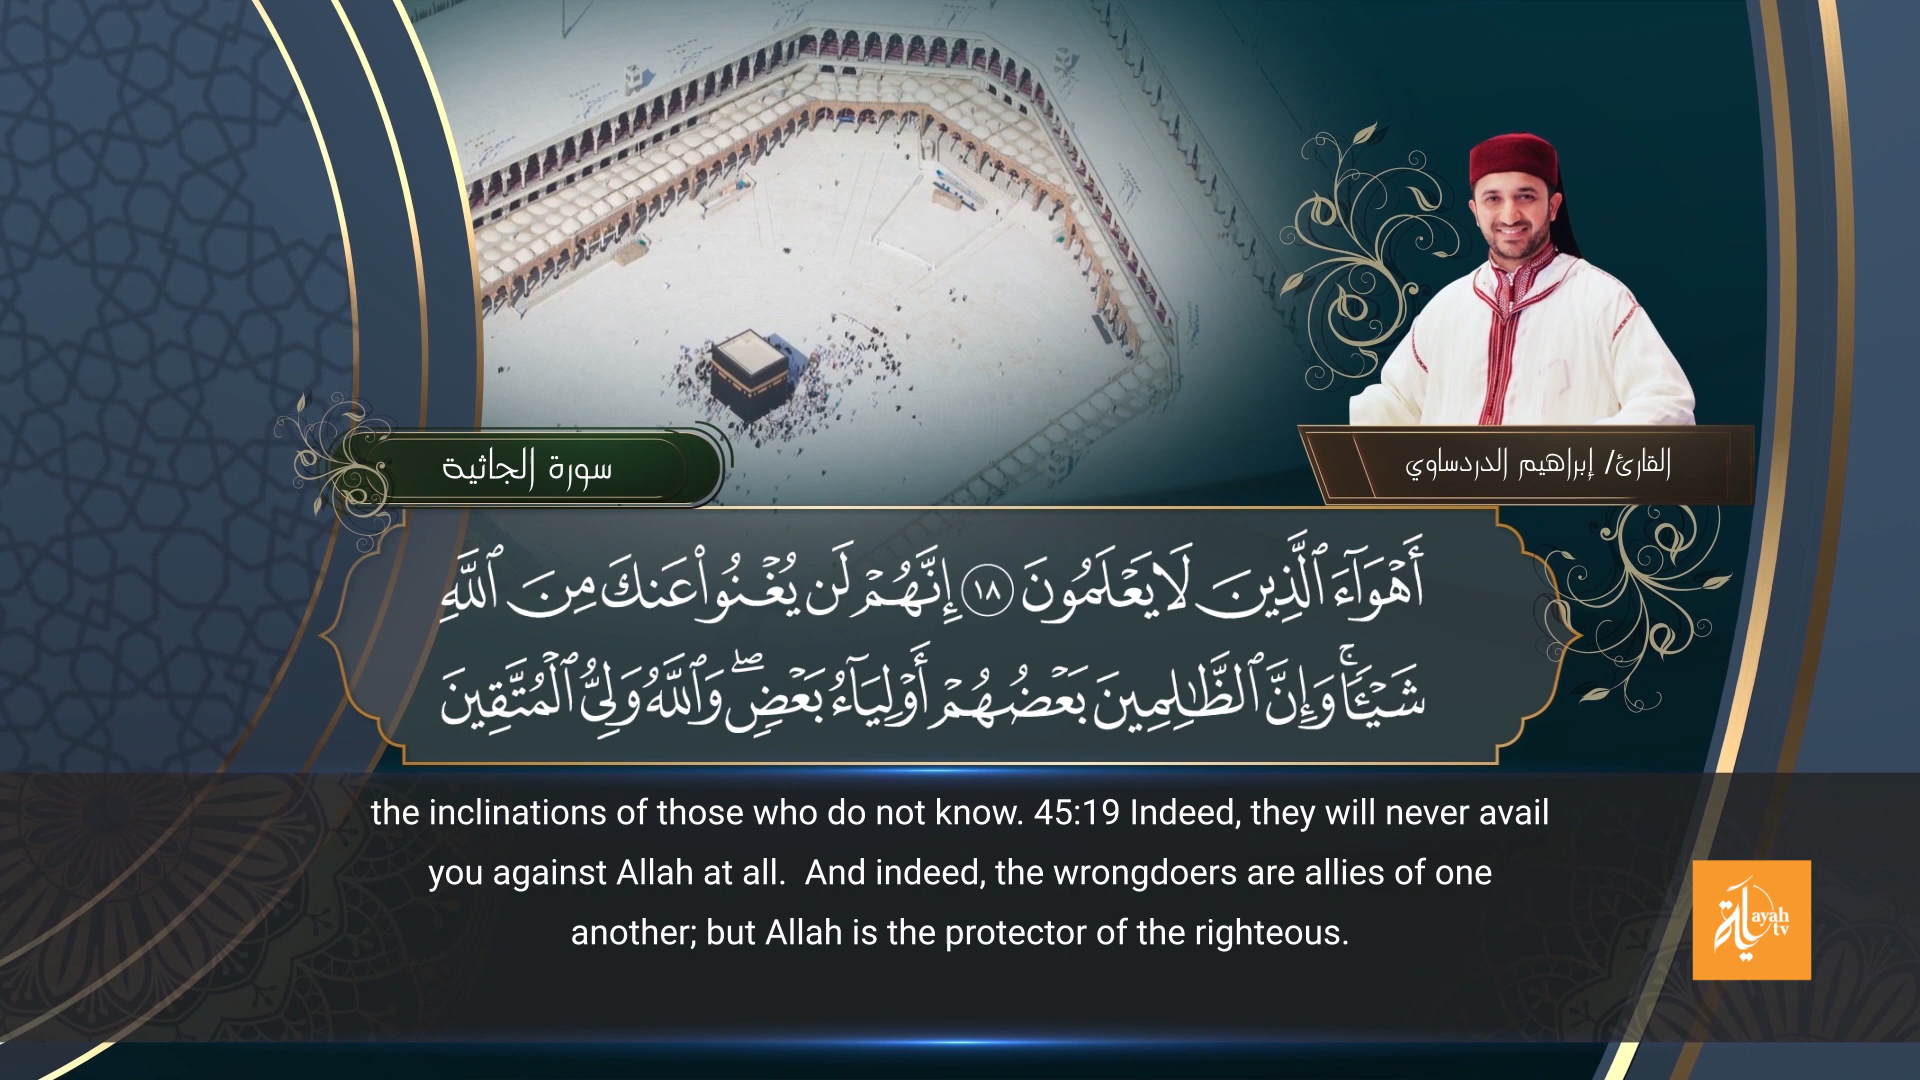 سورة الجاثية
القارئ/ إبراهيم الدردساوي
أَهْوَآءَ ٱلَّذِينَ لَا يَعْلَمُونَ ١٨ إِنَّهُمْ لَن يُغْنُوا۟ عَنكَ مِنَ ٱللَّهِ
شَيْـًٔا ۚ وَإِنَّ ٱلظَّـٰلِمِينَ بَعْضُهُمْ أَوْلِيَآءُ بَعْضٍ ۖ وَٱللَّهُ وَلِىُّ ٱلْمُتَّقِينَ
the inclinations of those who do not know. 45:19 Indeed, they will never avail
you against Allah at all.  And indeed, the wrongdoers are allies of one
another; but Allah is the protector of the righteous.
آية
ayah
tv